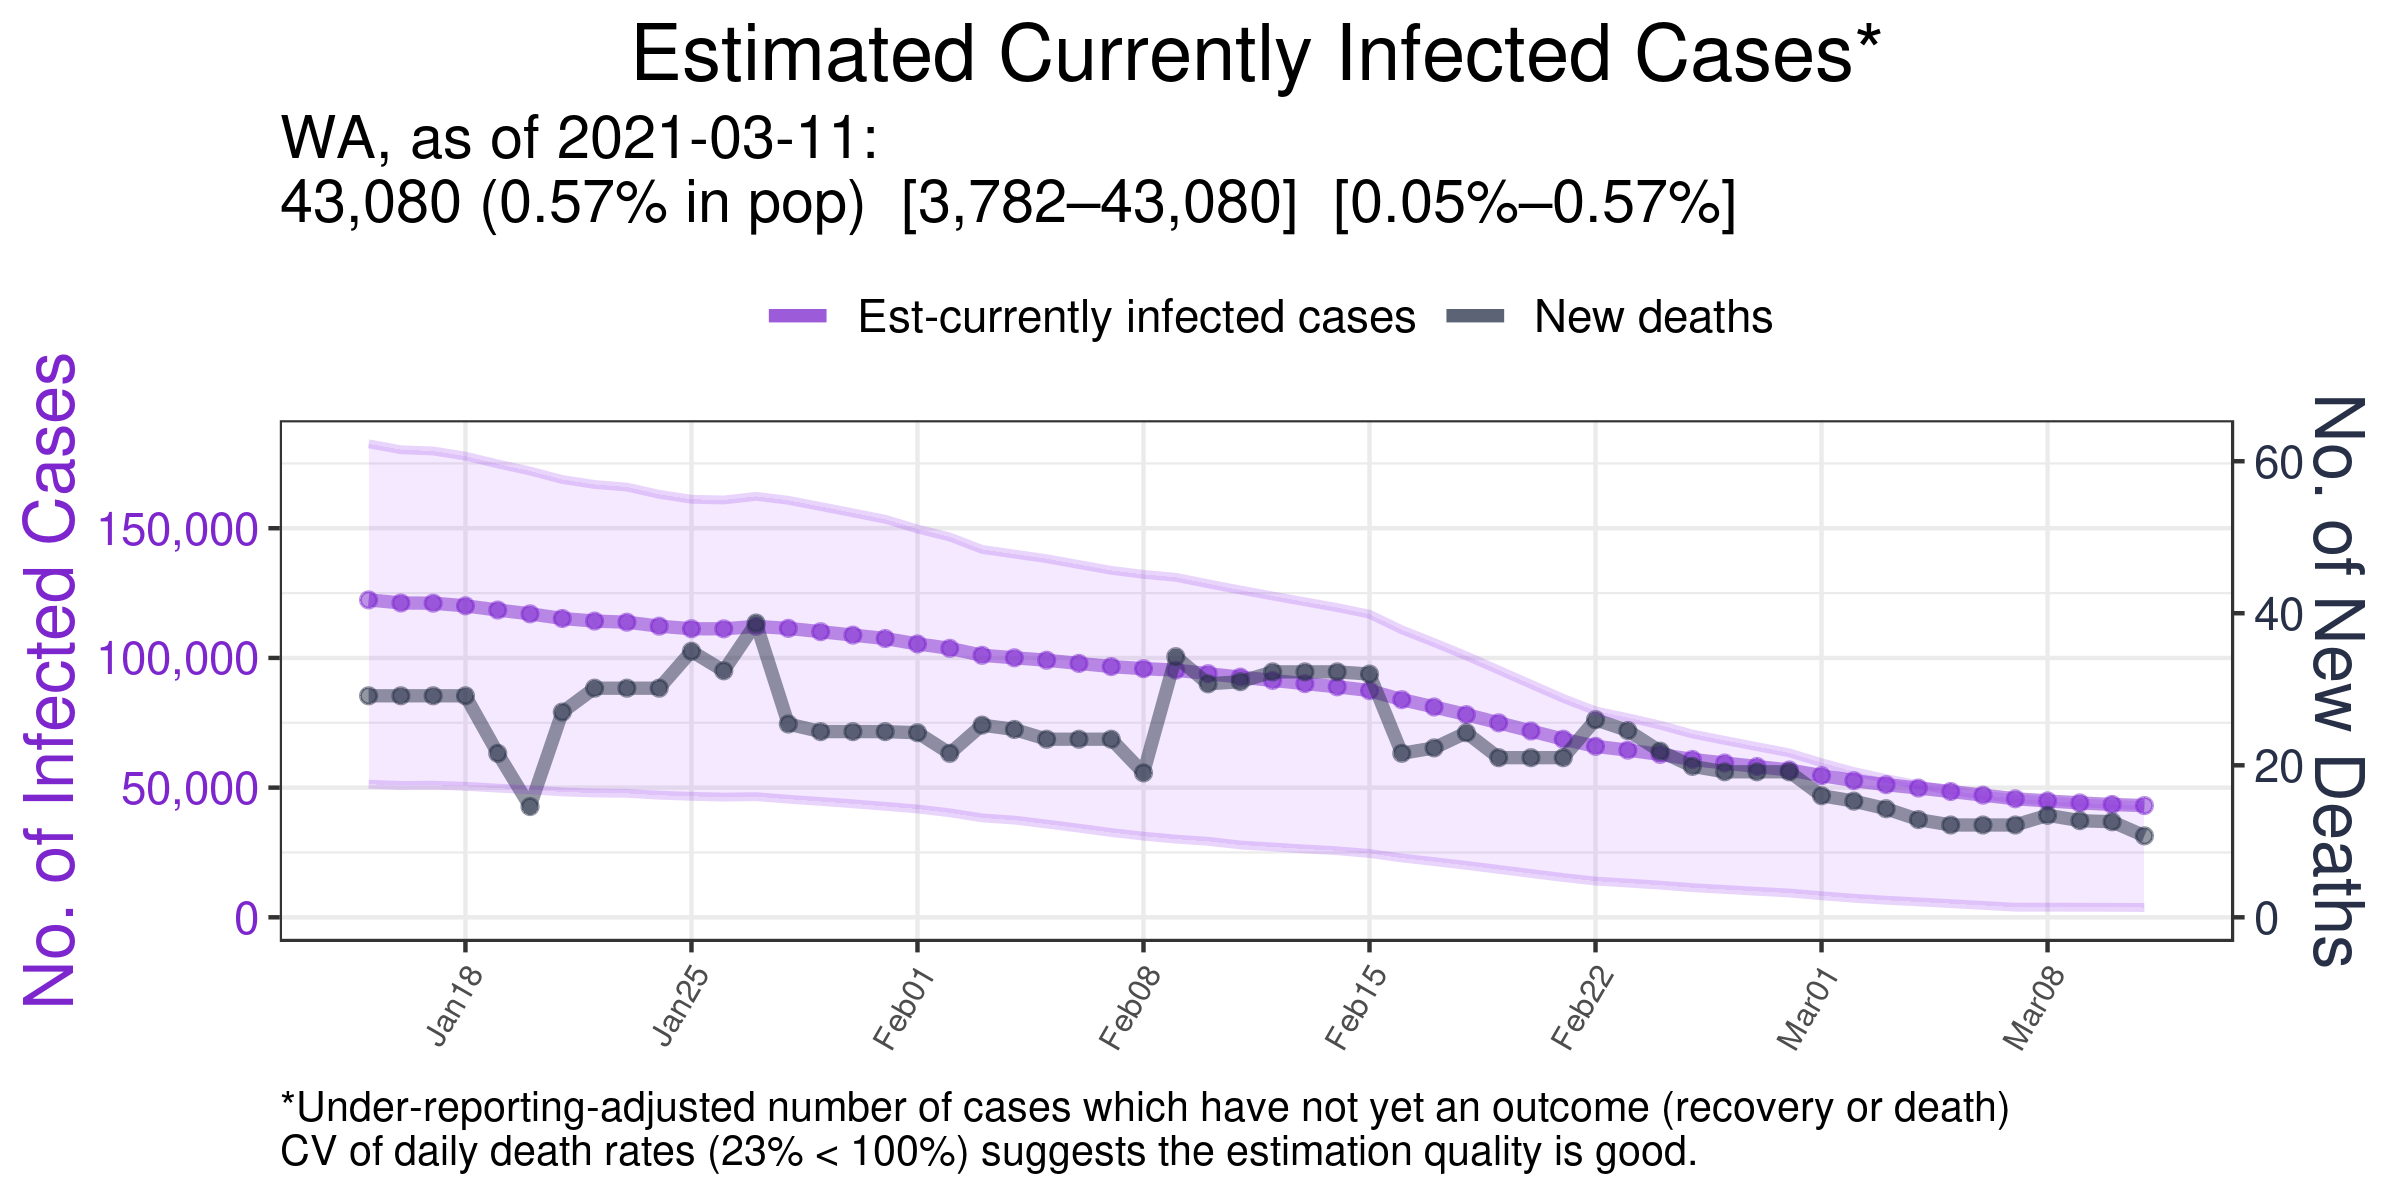 Estimated Currently Infected Cases*
WA, as of 2021-03-11:
43,080 (0.57% in pop)  [3,782–43,080]  [0.05%–0.57%]
Est-currently infected cases
New deaths
No. of Infected Cases
150,000
100,000
50,000
0
60
40
20
0
No. of New Deaths
Jan18
Jan25
Feb01
Feb08
Feb15
Feb22
Mar01
Mar08
*Under-reporting-adjusted number of cases which have not yet an outcome (recovery or death)
CV of daily death rates (23% < 100%) suggests the estimation quality is good.